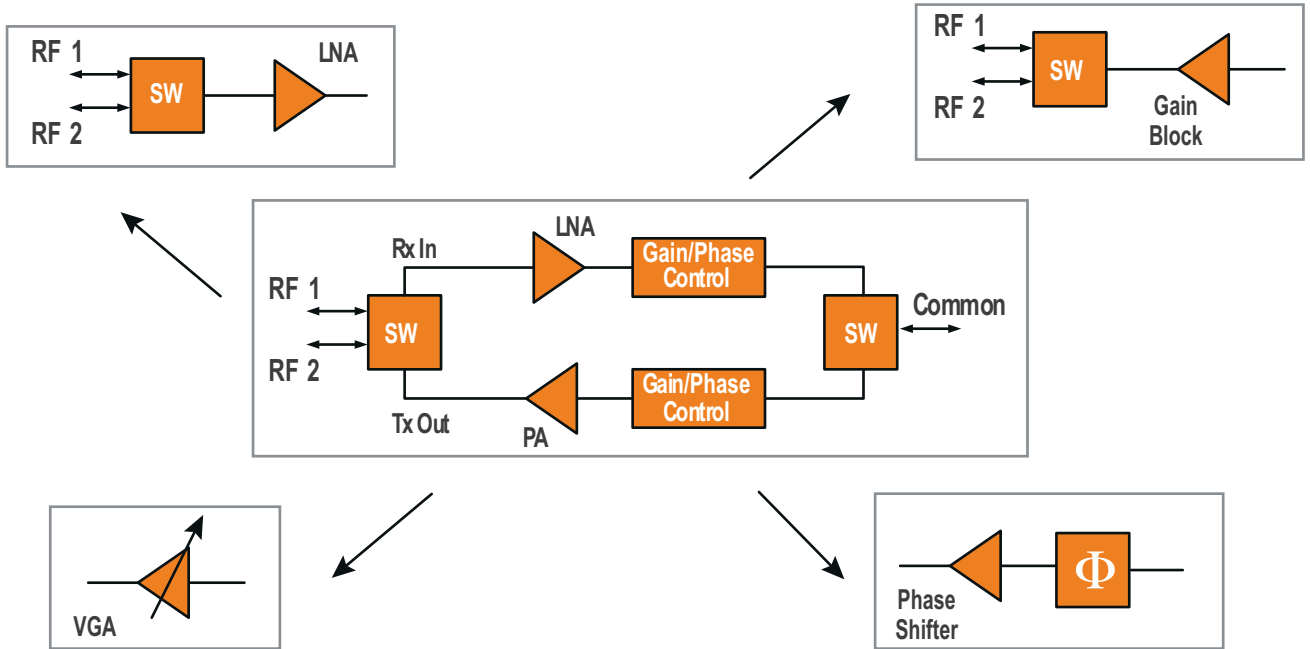 RF 1
LNA
SW
RF 2
RF 1
SW
RF 2
Gain
Block
LNA
Rx In
Gain/Phase
Control
RF 1
SW
RF 2
SW
Common
Gain/Phase
Control
Tx Out
PA
VGA
Φ
Phase
Shifter